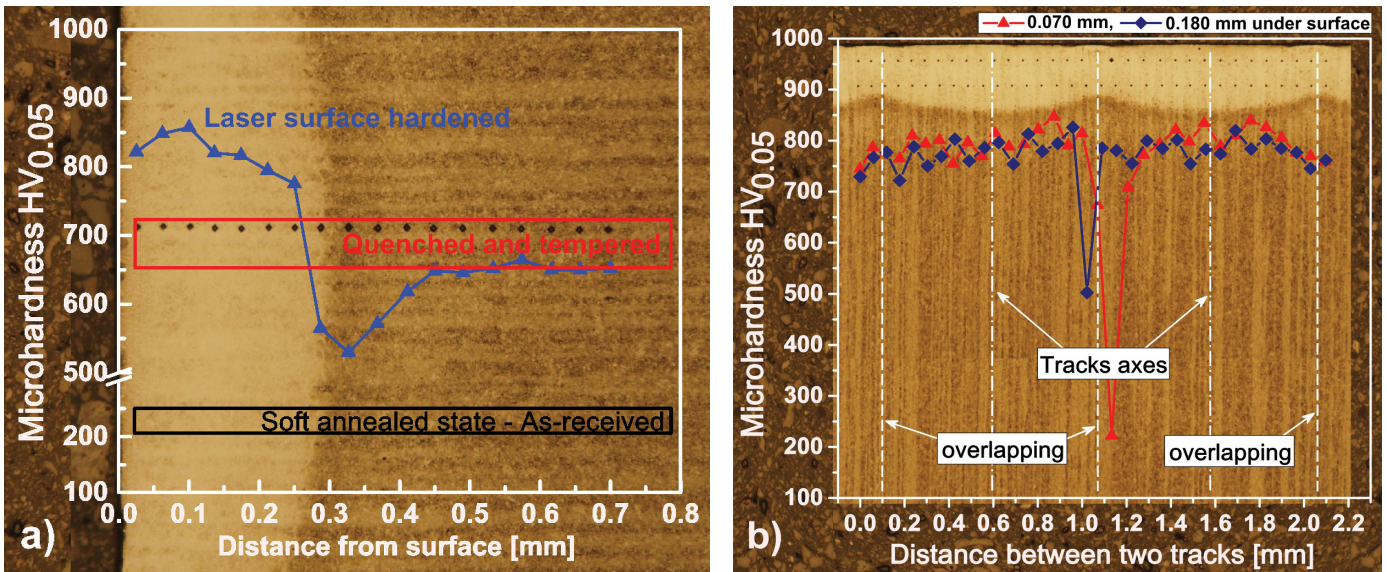 1000
900
800
700
600
500
200
100
Microhardness HV0.05
Laser surface hardened
Quenched and tempered
Soft annealed state - As-received
0.0 0.1 0.2 0.3 0.4 0.5 0.6 0.7 0.8
Distance from surface [mm]
a)
0.070 mm, 0.180 mm under surface
1000
900
800
700
600
500
400
300
200
100
Microhardness HV0.05
Tracks axes
overlapping
overlapping
0.0 0.2 0.4 0.6 0.8 1.0 1.2 1.4 1.6 1.8 2.0 2.2
Distance between two tracks [mm]
b)